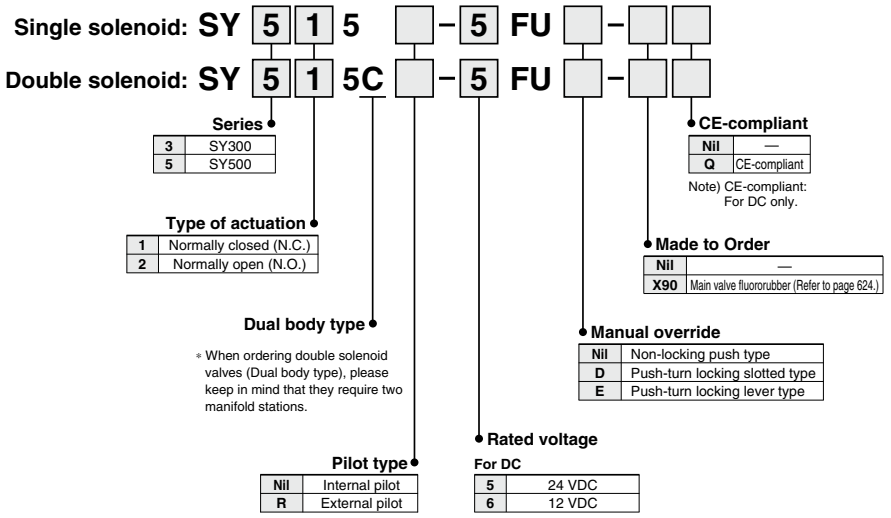 Single solenoid: SY 5 1 5 – 5 FU –
Double solenoid: SY 5 1 5C – 5 FU –
Series
3 SY300
5 SY500
Type of actuation
1 Normally closed (N.C.)
2 Normally open (N.O.)
Dual body type
∗ When ordering double solenoid
valves (Dual body type), please
keep in mind that they require two
manifold stations.
Pilot type
Nil Internal pilot
R External pilot
Rated voltage
For DC
5 24 VDC
6 12 VDC
Manual override
Nil Non-locking push type
D Push-turn locking slotted type
E Push-turn locking lever type
Made to Order
Nil —
X90 Main valve fluororubber (Refer to page 624.)
CE-compliant
Nil —
Q CE-compliant
Note) CE-compliant:
For DC only.